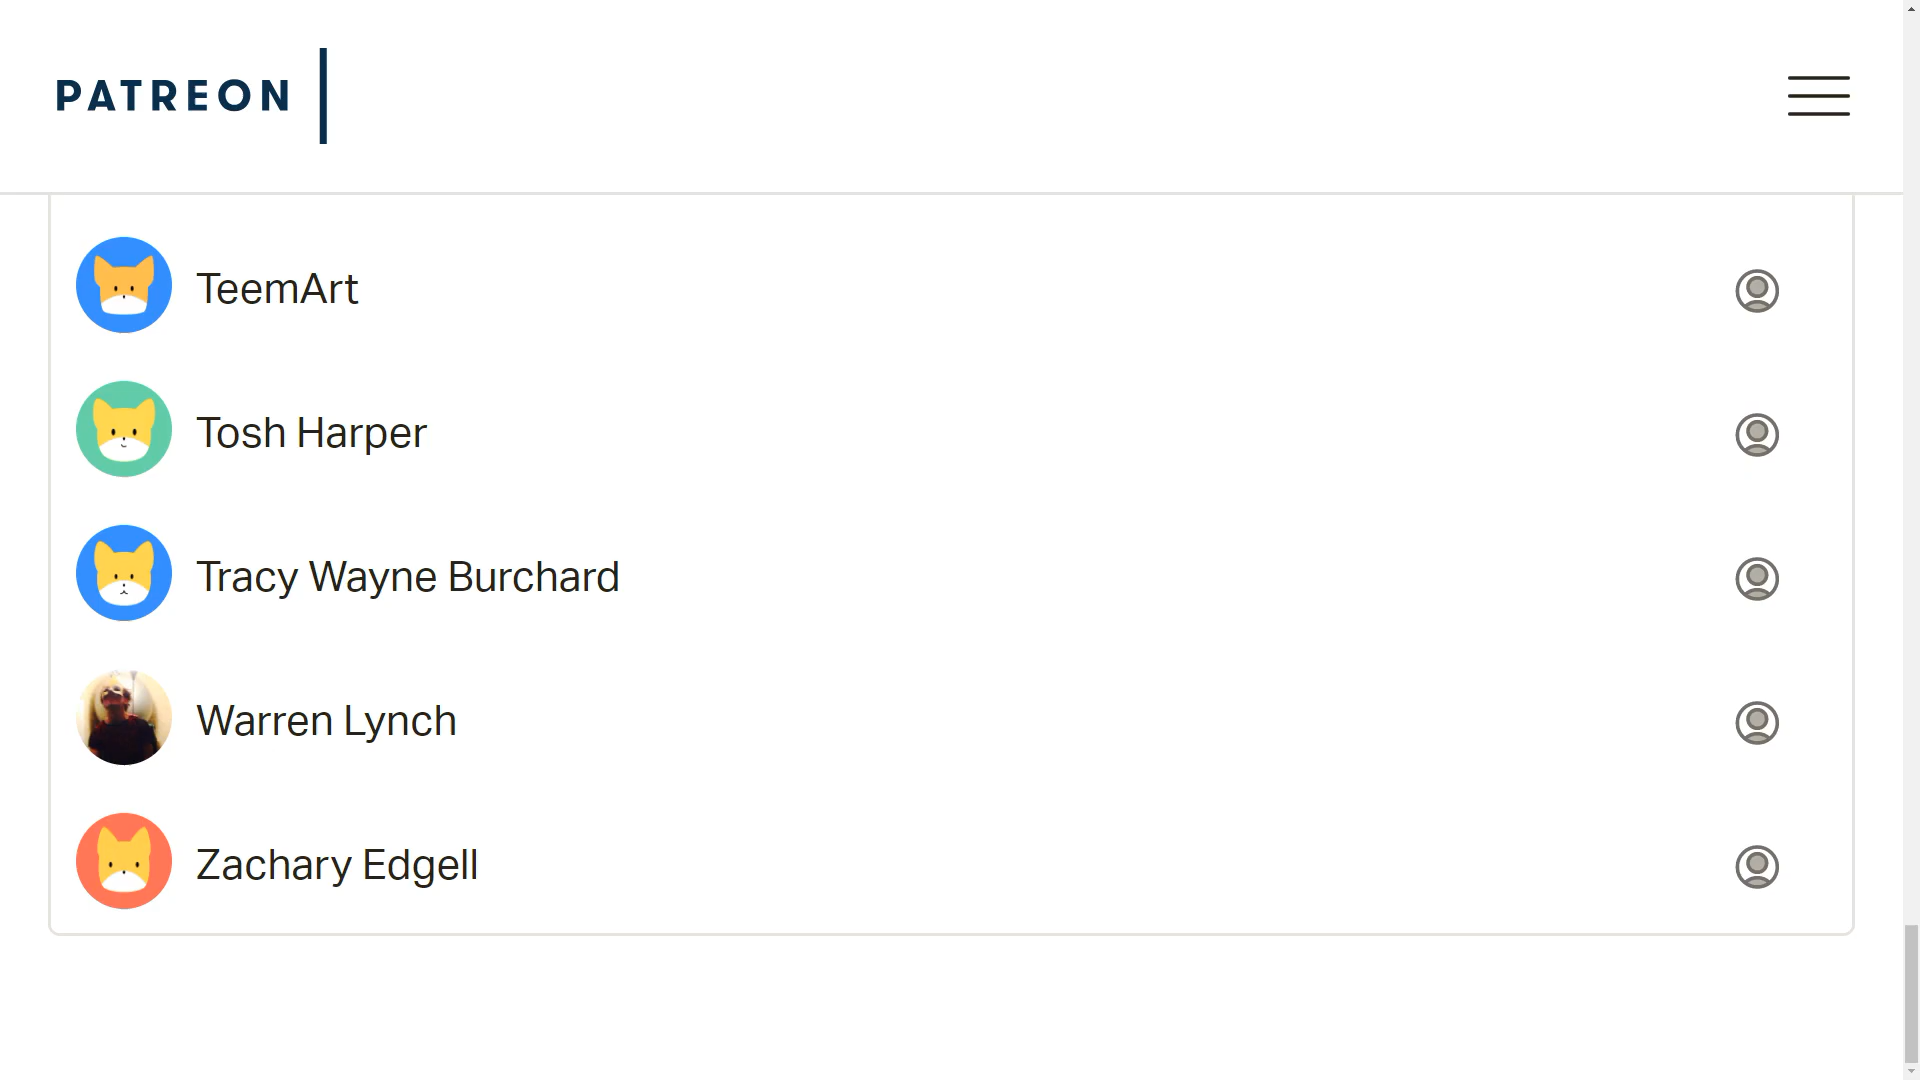 PATREON
TeemArt
Tosh Harper
Tracy Wayne Burchard
Warren Lynch
Zachary Edgell